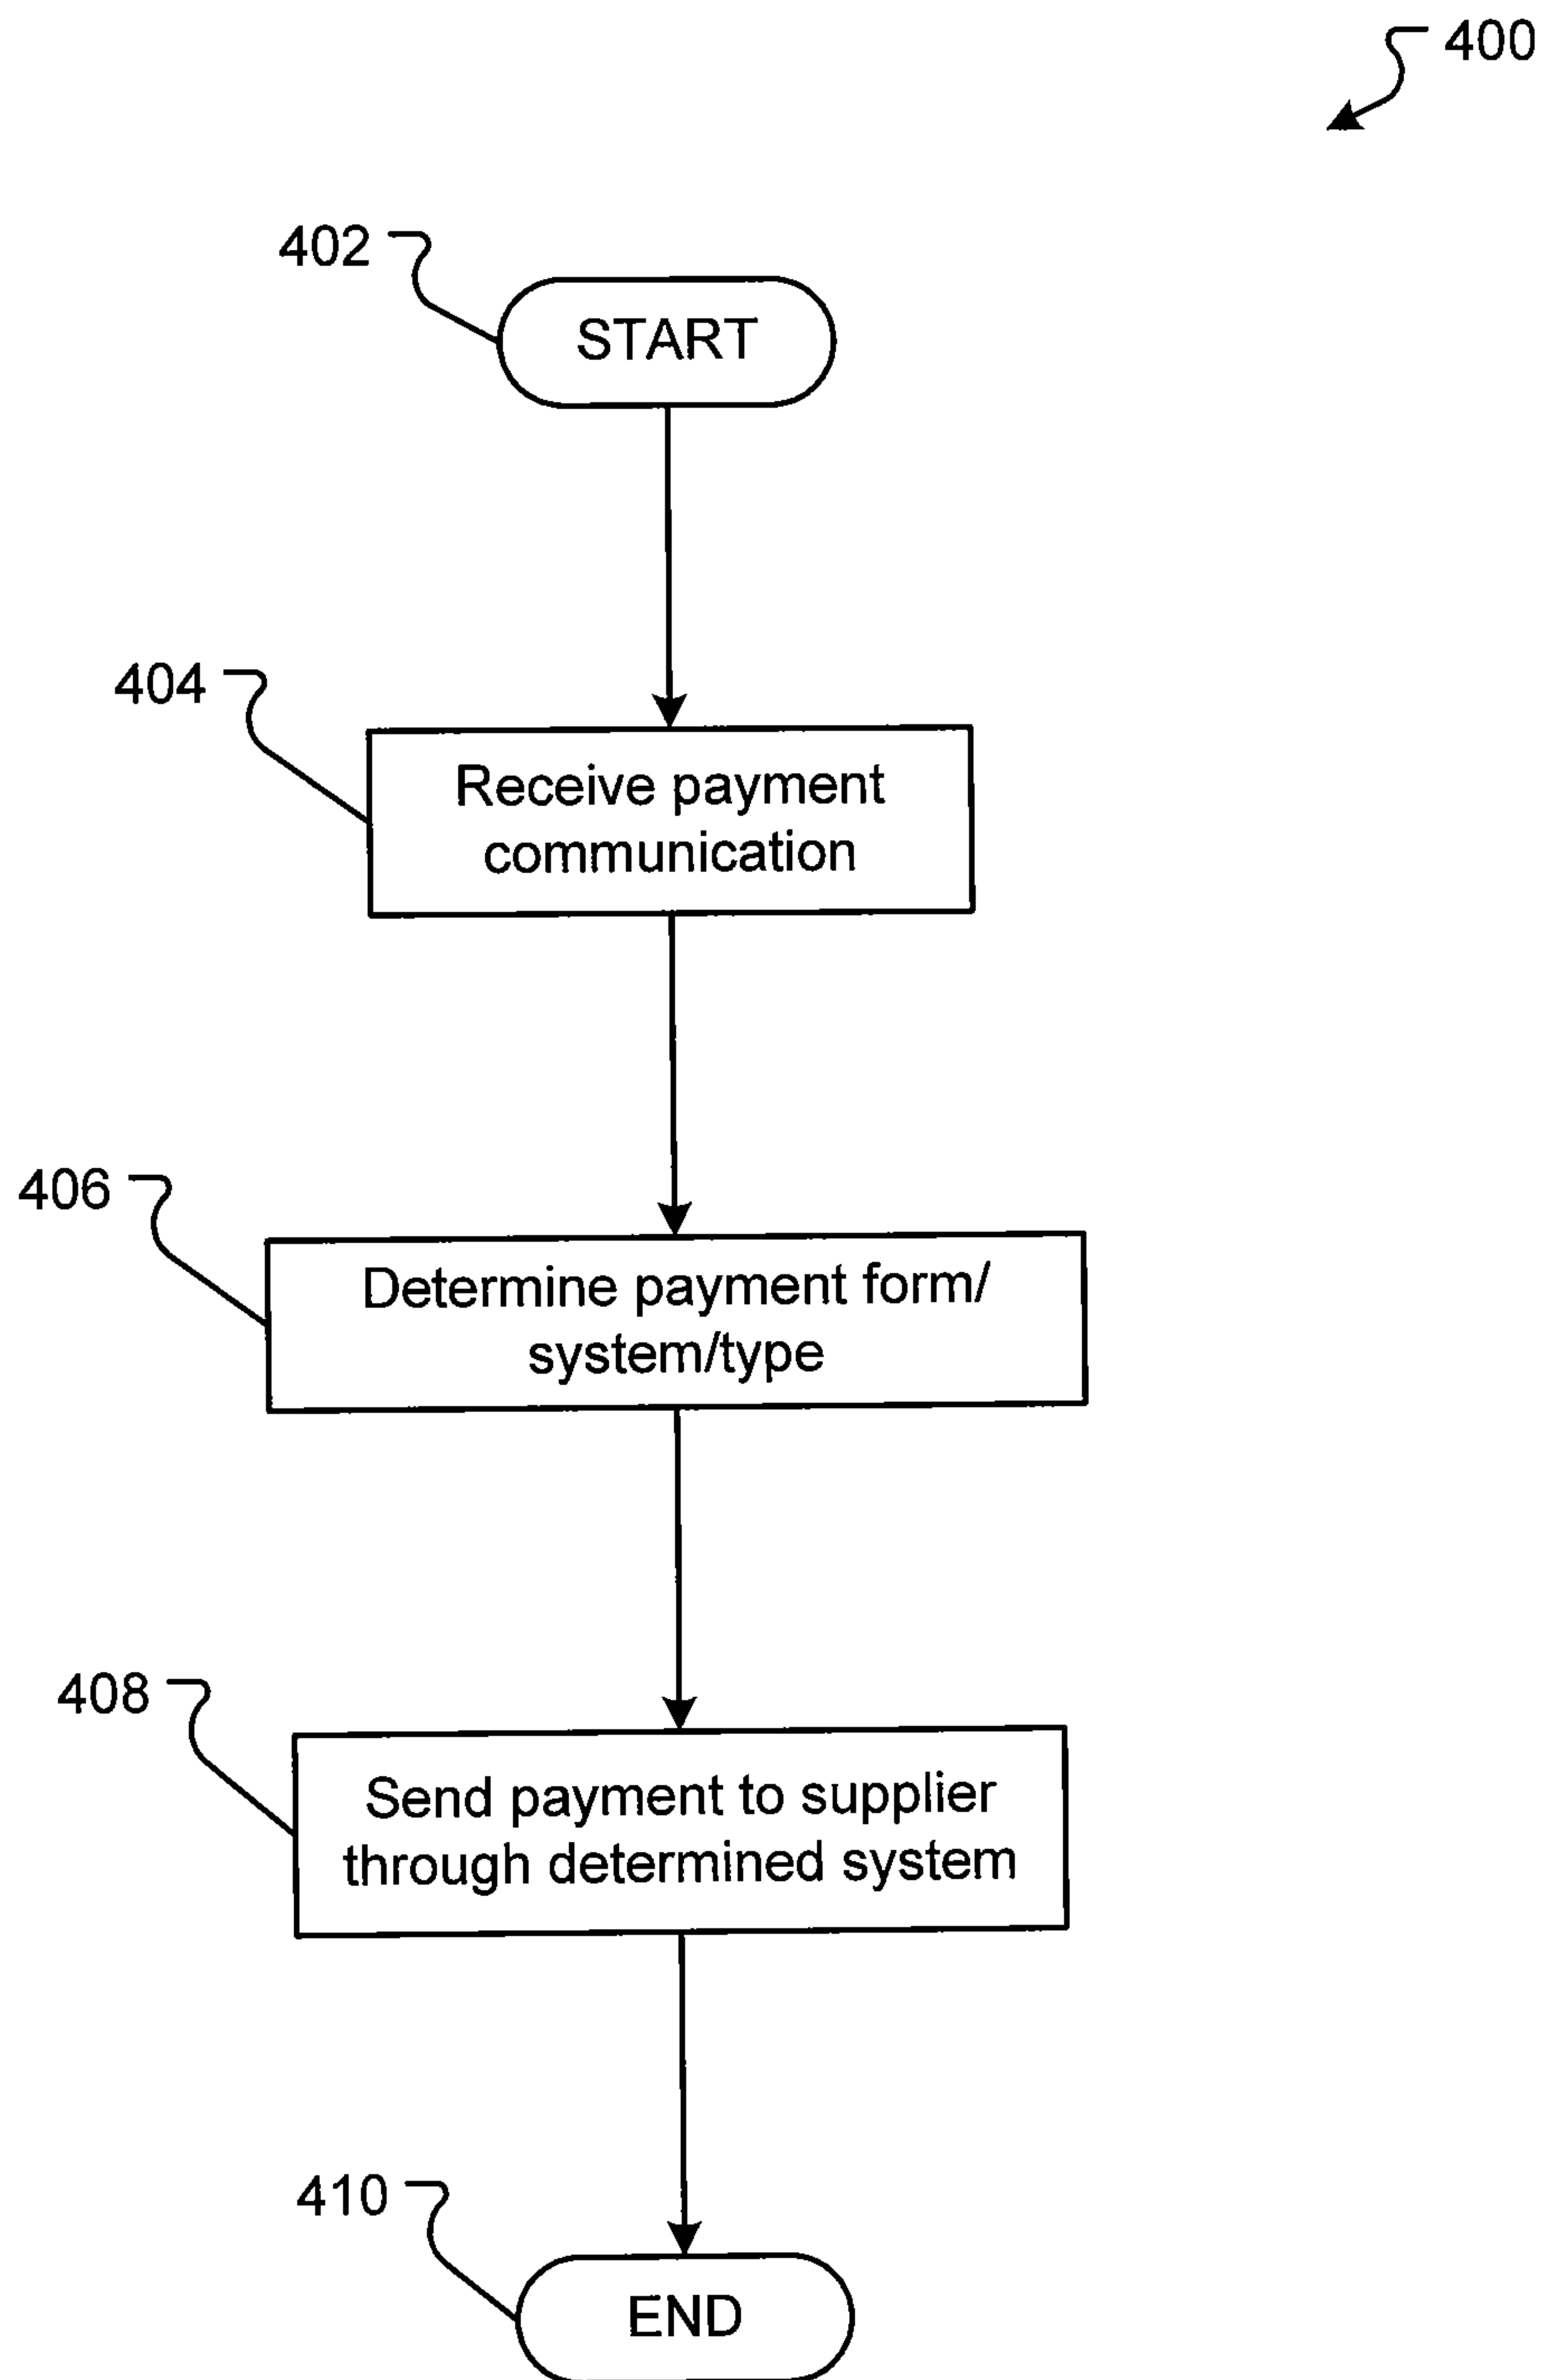 400
402
START
404
Receive payment
communication
406
Determine payment form/
system/type
408
Send payment to supplier
through determined system
410
END